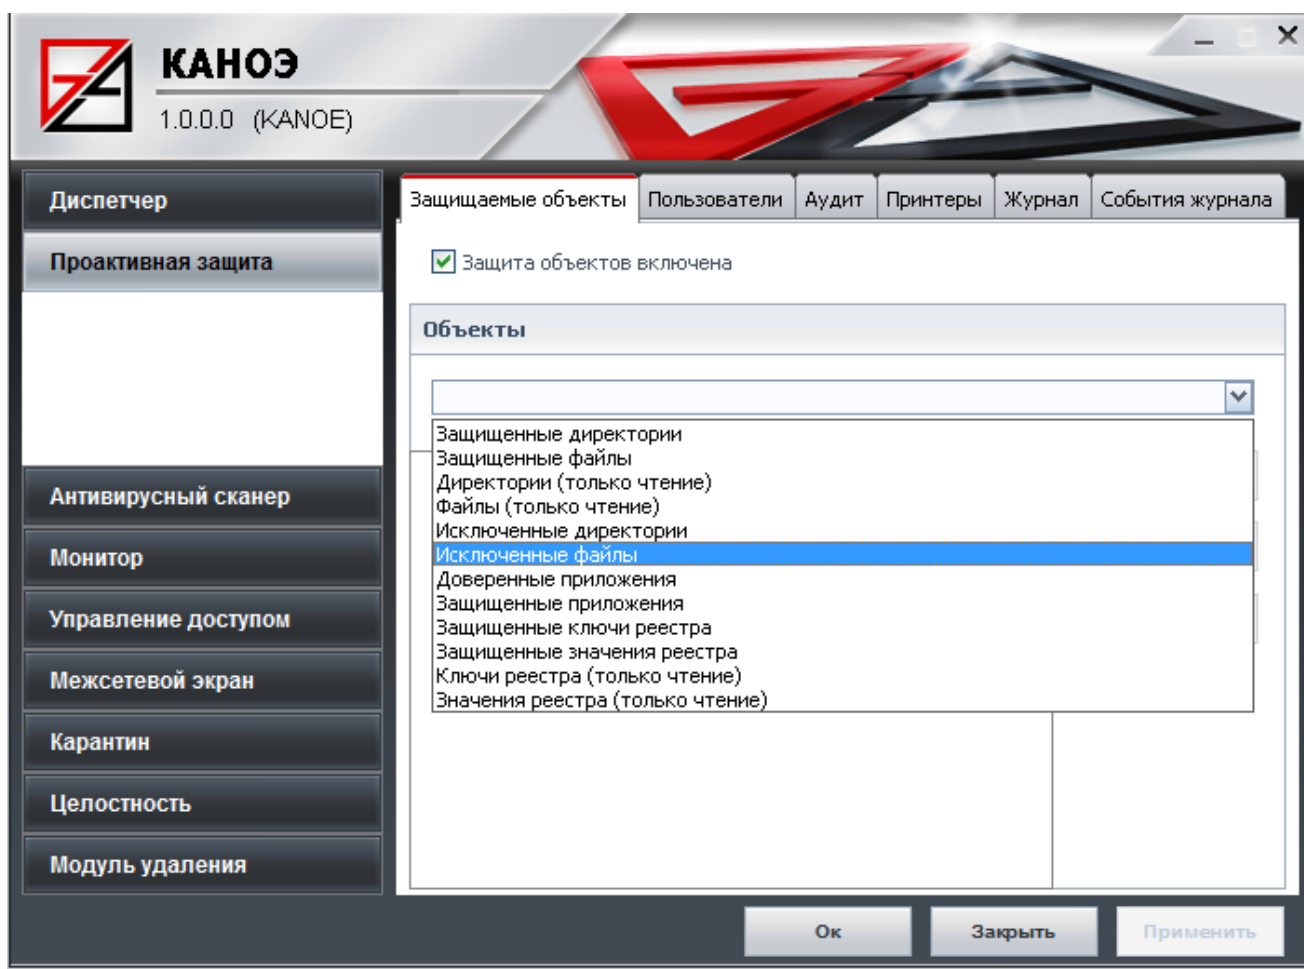 КАНОЭ
1.0.0.0 (KANOE)
Диспетчер
Проактивная защита
Антивирусный сканер
Монитор
Управление доступом
Межсетевой экран
Карантин
Целостность
Модуль удаления
Защищаемые объекты Пользователи Аудит Принтеры Журнал События журнала
Защита объектов включена
Объекты
Защищенные директории
Защищенные файлы
Директории (только чтение)
Файлы (только чтение)
Исключенные директории
Исключенные файлы
Доверенные приложения
Защищенные приложения
Защищенные ключи реестра
Защищенные значения реестра
Ключи реестра (только чтение)
Значения реестра (только чтение)
Ок Закрыть Применить